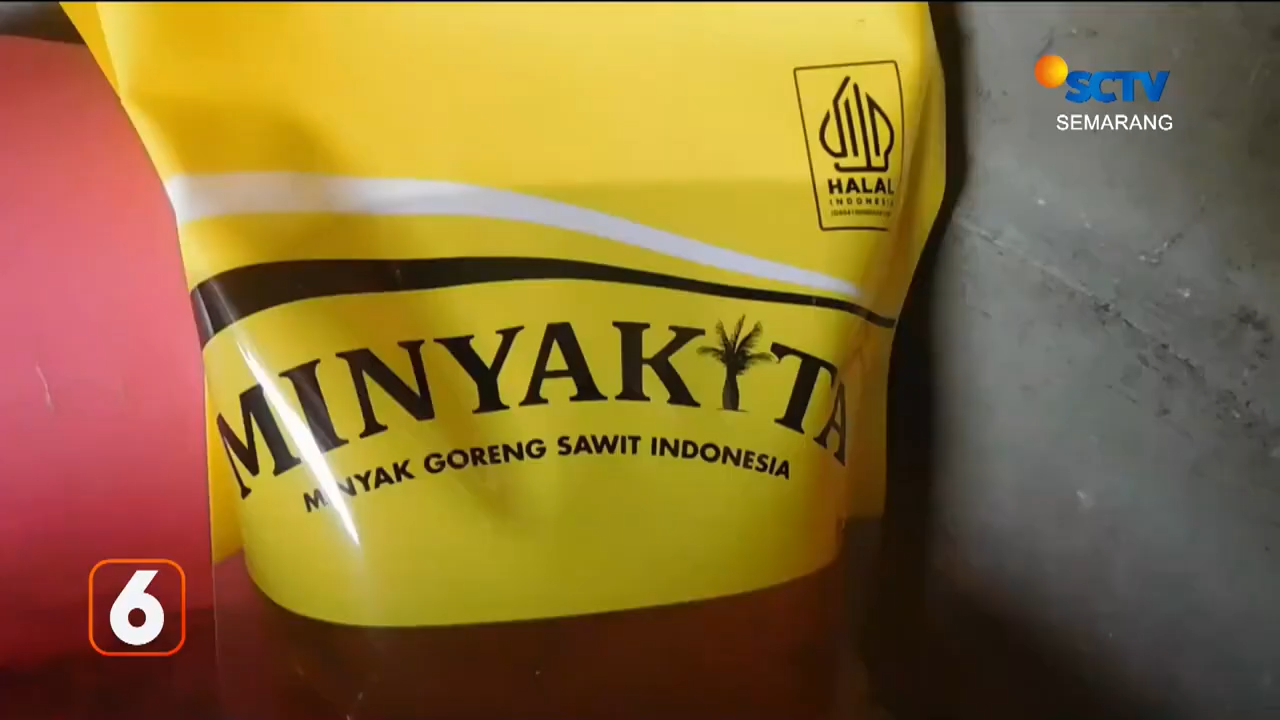 SCTV
SEMARANG
HALAL
INDONESIA
MINYAKITA
MINYAK GORENG SAWIT INDONESIA
6